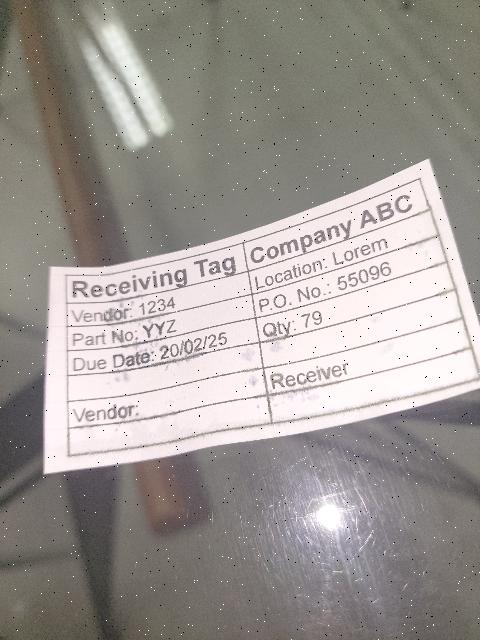 Receiving Tag Company ABC
Vendor: 1234 Location: Lorem
Part No: YYZ P.O. No.: 55096
Due Date: 20/02/25 Qty: 79
Vendor: Receiver